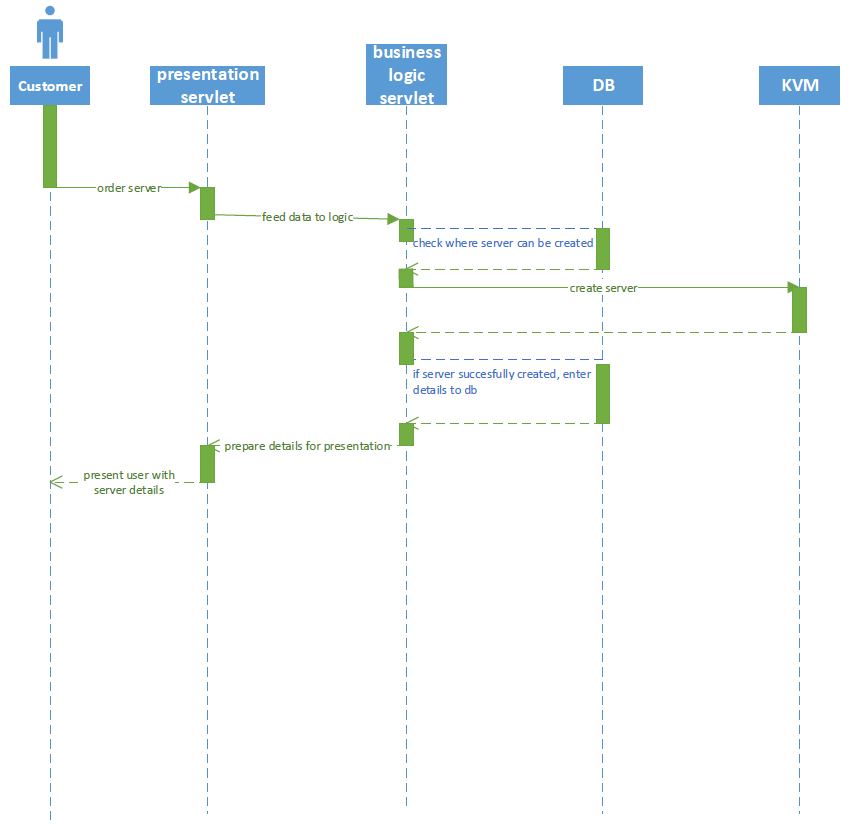 Customer
presentation
servlet
business
logic
servlet
DB
KVM
order server
feed data to logic
check where server can be created
create server
if server succesfully created, enter
details to db
prepare details for presentation
present user with
server details